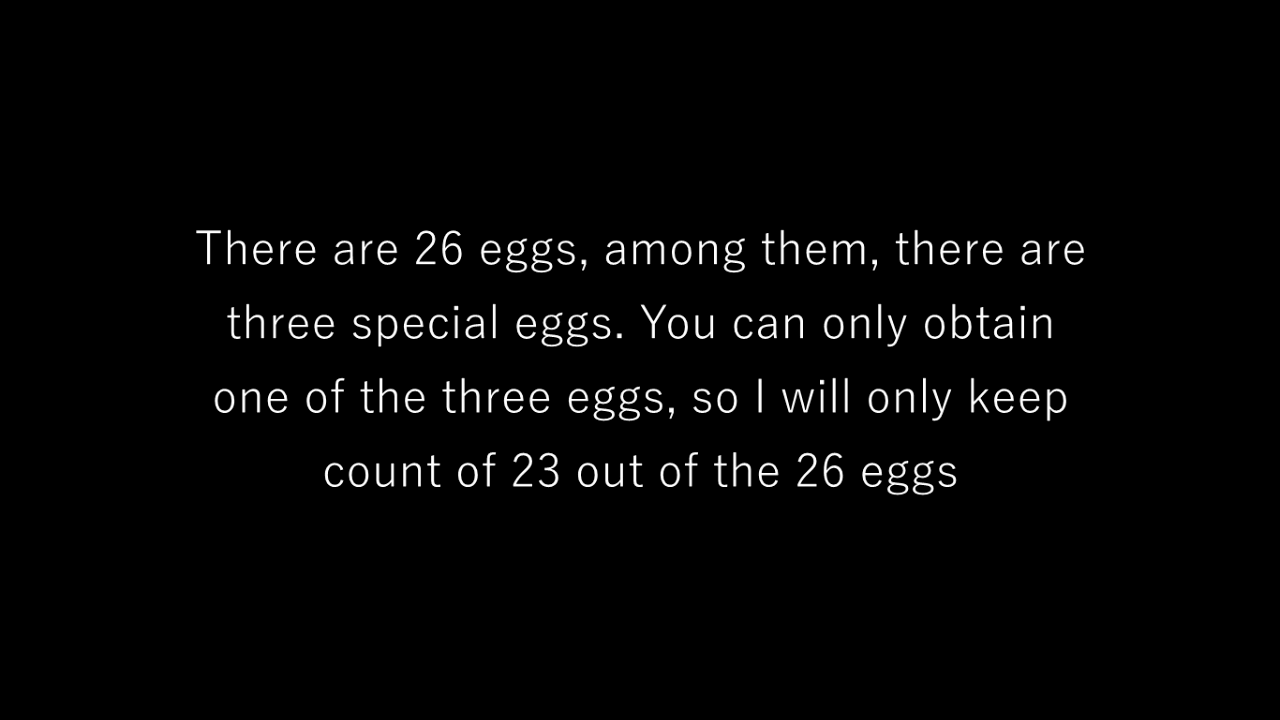 There are 26 eggs, among them, there are
three special eggs. You can only obtain
one of the three eggs, so I will only keep
count of 23 out of the 26 eggs